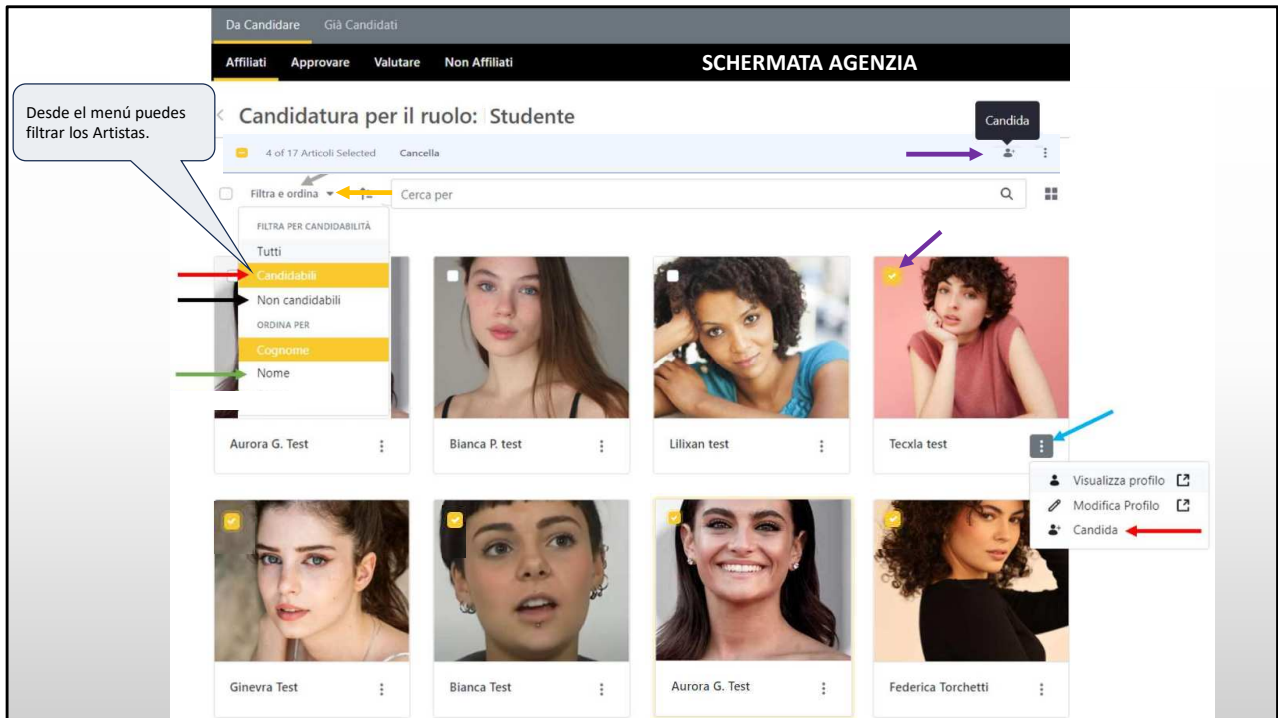 Da Candidare Già Candidati
Affiliati Approvare Valutare Non Affiliati SCHERMATA AGENZIA
Desde el menú puedes
filtrar los Artistas.
Candidatura per il ruolo: Studente
Candida
4 of 17 Articoli Selected Cancella
Filtra e ordina Cerca per
FILTRA PER CANDIDABILITÀ
Tutti
Candidabili
Non candidabili
ORDINA PER
Cognome
Nome
Aurora G. Test Bianca P. test Lilixan test Tecxla test
Visualizza profilo
Modifica Profilo
Candida
Ginevra Test Bianca Test Aurora G. Test Federica Torchetti